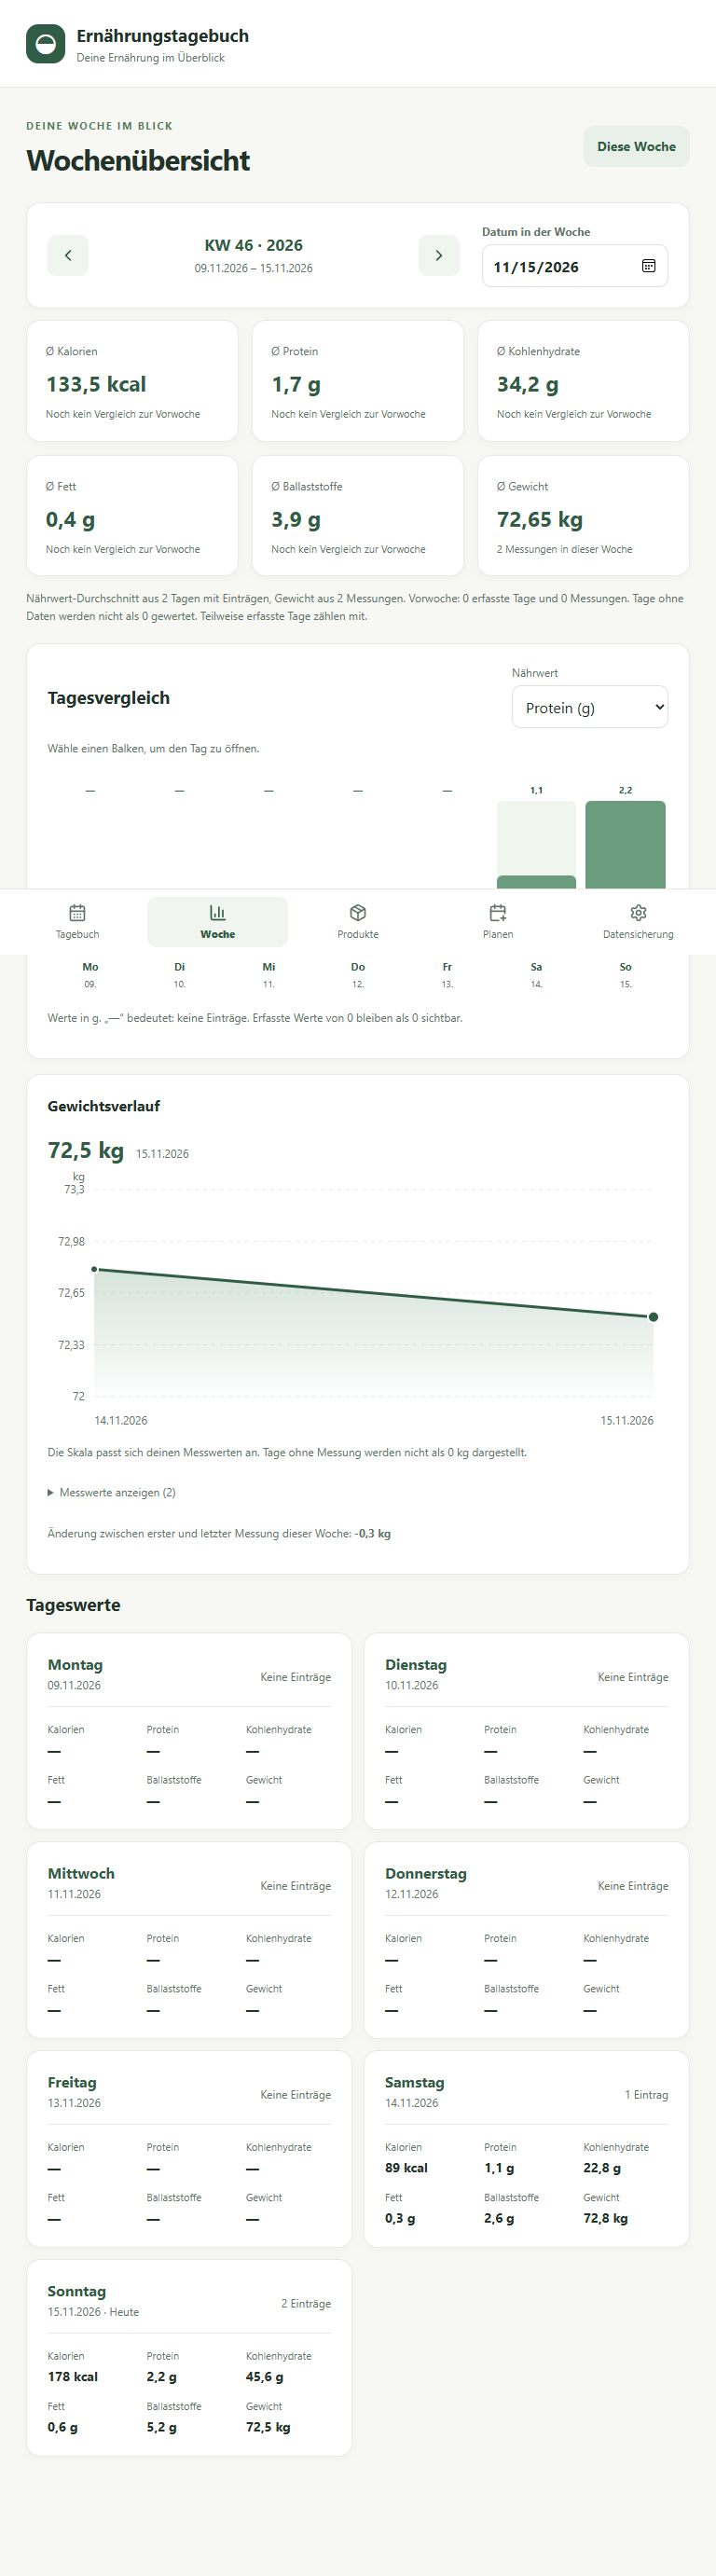 Ernährungstagebuch
Deine Ernährung im Überblick
DEINE WOCHE IM BLICK
Wochenübersicht
Diese Woche
KW 46 · 2026
09.11.2026 – 15.11.2026
Datum in der Woche
11/15/2026
Ø Kalorien
133,5 kcal
Noch kein Vergleich zur Vorwoche
Ø Protein
1,7 g
Noch kein Vergleich zur Vorwoche
Ø Kohlenhydrate
34,2 g
Noch kein Vergleich zur Vorwoche
Ø Fett
0,4 g
Noch kein Vergleich zur Vorwoche
Ø Ballaststoffe
3,9 g
Noch kein Vergleich zur Vorwoche
Ø Gewicht
72,65 kg
2 Messungen in dieser Woche
Nährwert-Durchschnitt aus 2 Tagen mit Einträgen, Gewicht aus 2 Messungen. Vorwoche: 0 erfasste Tage und 0 Messungen. Tage ohne
Daten werden nicht als 0 gewertet. Teilweise erfasste Tage zählen mit.
Tagesvergleich
Nährwert
Protein (g)
Wähle einen Balken, um den Tag zu öffnen.
— — — — — 1,1 2,2
Tagebuch
Woche
Produkte
Planen
Datensicherung
Mo Di Mi Do Fr Sa So
09. 10. 11. 12. 13. 14. 15.
Werte in g. „—“ bedeutet: keine Einträge. Erfasste Werte von 0 bleiben als 0 sichtbar.
Gewichtsverlauf
72,5 kg 15.11.2026
kg
73,3
72,98
72,65
72,33
72
14.11.2026 15.11.2026
Die Skala passt sich deinen Messwerten an. Tage ohne Messung werden nicht als 0 kg dargestellt.
Messwerte anzeigen (2)
Änderung zwischen erster und letzter Messung dieser Woche: -0,3 kg
Tageswerte
Montag
09.11.2026
Keine Einträge
Kalorien Protein Kohlenhydrate
— — —
Fett Ballaststoffe Gewicht
— — —
Dienstag
10.11.2026
Keine Einträge
Kalorien Protein Kohlenhydrate
— — —
Fett Ballaststoffe Gewicht
— — —
Mittwoch
11.11.2026
Keine Einträge
Kalorien Protein Kohlenhydrate
— — —
Fett Ballaststoffe Gewicht
— — —
Donnerstag
12.11.2026
Keine Einträge
Kalorien Protein Kohlenhydrate
— — —
Fett Ballaststoffe Gewicht
— — —
Freitag
13.11.2026
Keine Einträge
Kalorien Protein Kohlenhydrate
— — —
Fett Ballaststoffe Gewicht
— — —
Samstag
14.11.2026
1 Eintrag
Kalorien Protein Kohlenhydrate
89 kcal 1,1 g 22,8 g
Fett Ballaststoffe Gewicht
0,3 g 2,6 g 72,8 kg
Sonntag
15.11.2026 · Heute
2 Einträge
Kalorien Protein Kohlenhydrate
178 kcal 2,2 g 45,6 g
Fett Ballaststoffe Gewicht
0,6 g 5,2 g 72,5 kg